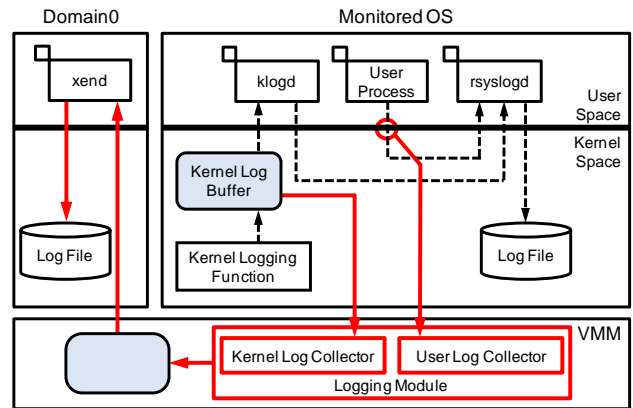 Domain0
Monitored OS
xend
klogd
User
Process
rsyslogd
User
Space
Kernel
Space
Kernel Log
Buffer
Kernel Logging
Function
Log File
Log File
VMM
Kernel Log Collector
User Log Collector
Logging Module